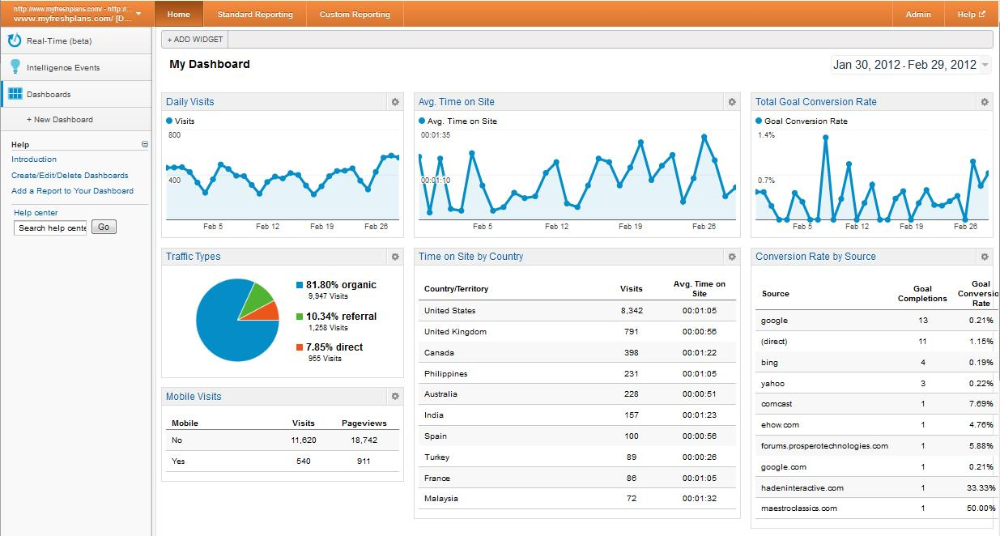 http://www.myfreshplans.com/ - http://...
www.myfreshplans.com/ [D...
Home
Standard Reporting
Custom Reporting
Admin
Help
Real-Time (beta)
Intelligence Events
Dashboards
+ New Dashboard
Help
Introduction
Create/Edit/Delete Dashboards
Add a Report to Your Dashboard
Help center
Search help cente
Go
+ ADD WIDGET
My Dashboard
Jan 30, 2012 - Feb 29, 2012
Daily Visits
Visits
800
400
Feb 5 Feb 12 Feb 19 Feb 26
Avg. Time on Site
Avg. Time on Site
00:01:35
00:01:10
Feb 5 Feb 12 Feb 19 Feb 26
Total Goal Conversion Rate
Goal Conversion Rate
1.4%
0.7%
Feb 5 Feb 12 Feb 19 Feb 26
Traffic Types
81.80% organic
9,947 Visits
10.34% referral
1,258 Visits
7.85% direct
955 Visits
Mobile Visits
Mobile Visits Pageviews
No 11,620 18,742
Yes 540 911
Time on Site by Country
Country/Territory Visits Avg. Time on
Site
United States 8,342 00:01:05
United Kingdom 791 00:00:56
Canada 398 00:01:22
Philippines 231 00:01:05
Australia 228 00:00:51
India 157 00:01:23
Spain 100 00:00:56
Turkey 89 00:00:26
France 86 00:01:05
Malaysia 72 00:01:32
Conversion Rate by Source
Source Goal
Completions Goal
Conversio
Rate
google 13 0.21%
(direct) 11 1.15%
bing 4 0.19%
yahoo 3 0.22%
comcast 1 7.69%
ehow.com 1 4.76%
forums.prosperotechnologies.com 1 5.88%
google.com 1 0.21%
hadeninteractive.com 1 33.33%
maestroclassics.com 1 50.00%